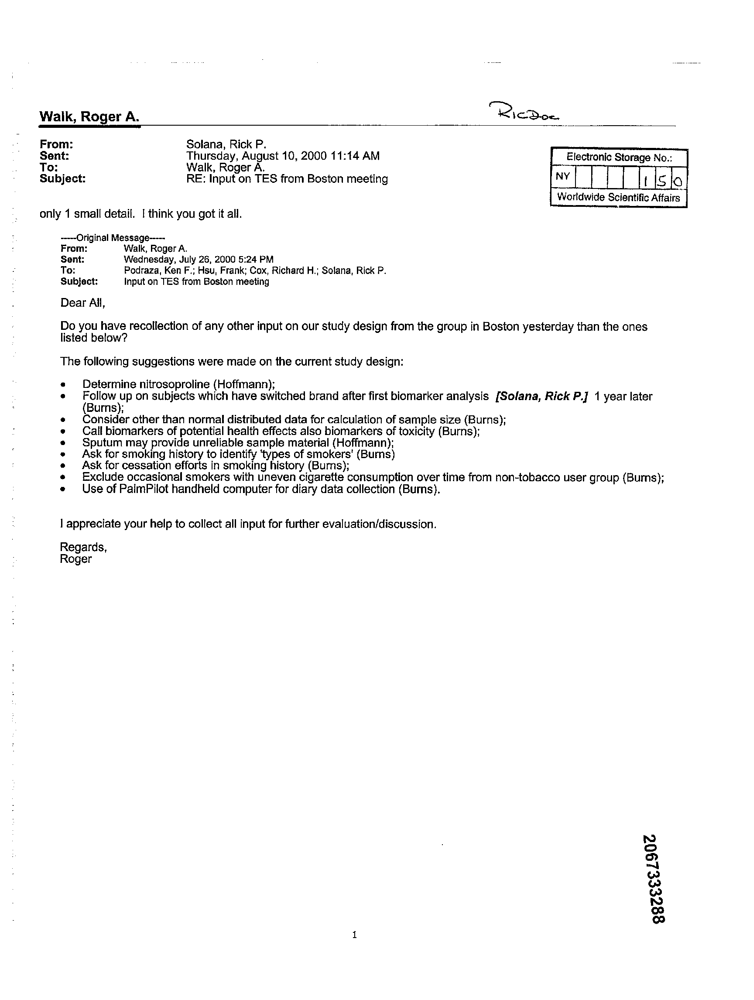 Walk, Roger A.
RicDoc
From: Solana, Rick P.
Sent: Thursday, August 10, 2000 11:14 AM
To: Walk, Roger A.
Subject: RE: Input on TES from Boston meeting
Electronic Storage No.:
NY 1 5 0
Worldwide Scientific Affairs
only 1 small detail. I think you got it all.
-----Original Message-----
From: Walk, Roger A.
Sent: Wednesday, July 26, 2000 5:24 PM
To: Podraza, Ken F.; Hsu, Frank; Cox, Richard H.; Solana, Rick P.
Subject: Input on TES from Boston meeting
Dear All,
Do you have recollection of any other input on our study design from the group in Boston yesterday than the ones
listed below?
The following suggestions were made on the current study design:
• Determine nitrosoproline (Hoffmann);
• Follow up on subjects which have switched brand after first biomarker analysis [Solana, Rick P.] 1 year later
(Burns);
• Consider other than normal distributed data for calculation of sample size (Burns);
• Call biomarkers of potential health effects also biomarkers of toxicity (Burns);
• Sputum may provide unreliable sample material (Hoffmann);
• Ask for smoking history to identify 'types of smokers' (Burns)
• Ask for cessation efforts in smoking history (Burns);
• Exclude occasional smokers with uneven cigarette consumption over time from non-tobacco user group (Burns);
• Use of PalmPilot handheld computer for diary data collection (Burns).
I appreciate your help to collect all input for further evaluation/discussion.
Regards,
Roger
2067333288
1